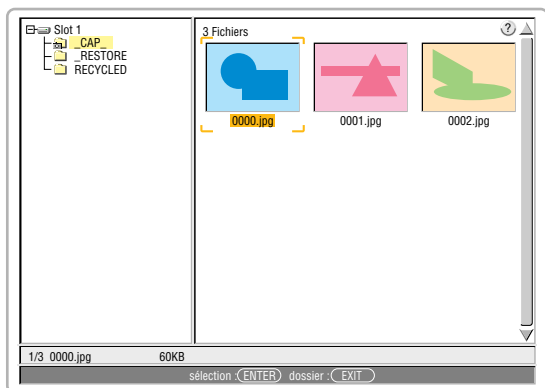 Slot 1
_CAP_
_RESTORE
RECYCLED
3 Fichiers
?
0000.jpg
0001.jpg
0002.jpg
1/3 0000.jpg 60KB
sélection :ENTER dossier :EXIT